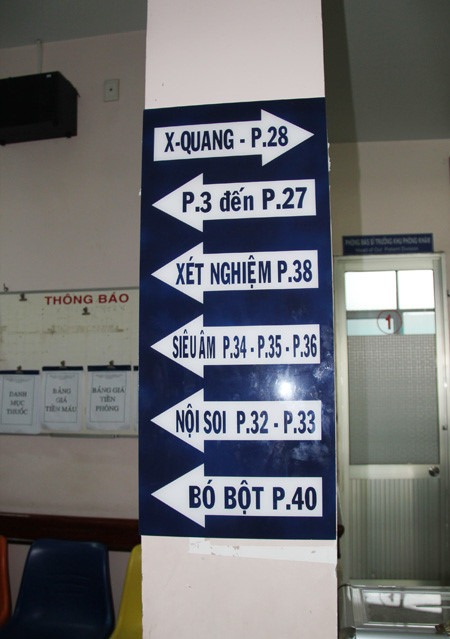 X-QUANG - P.28
P.3 đến P.27
XÉT NGHIỆM P.38
SIÊU ÂM P.34 - P.35 - P.36
NỘI SOI P.32 - P.33
BÓ BỘT P.40
THÔNG BÁO
DANH
MỤC
THUỐC
BẢNG
GIÁ
TIỀN MÁU
BẢNG GIÁ
TIỀN
PHÒNG
PHÒNG BÁC SĨ TRƯỞNG KHU PHÒNG KHÁM
1